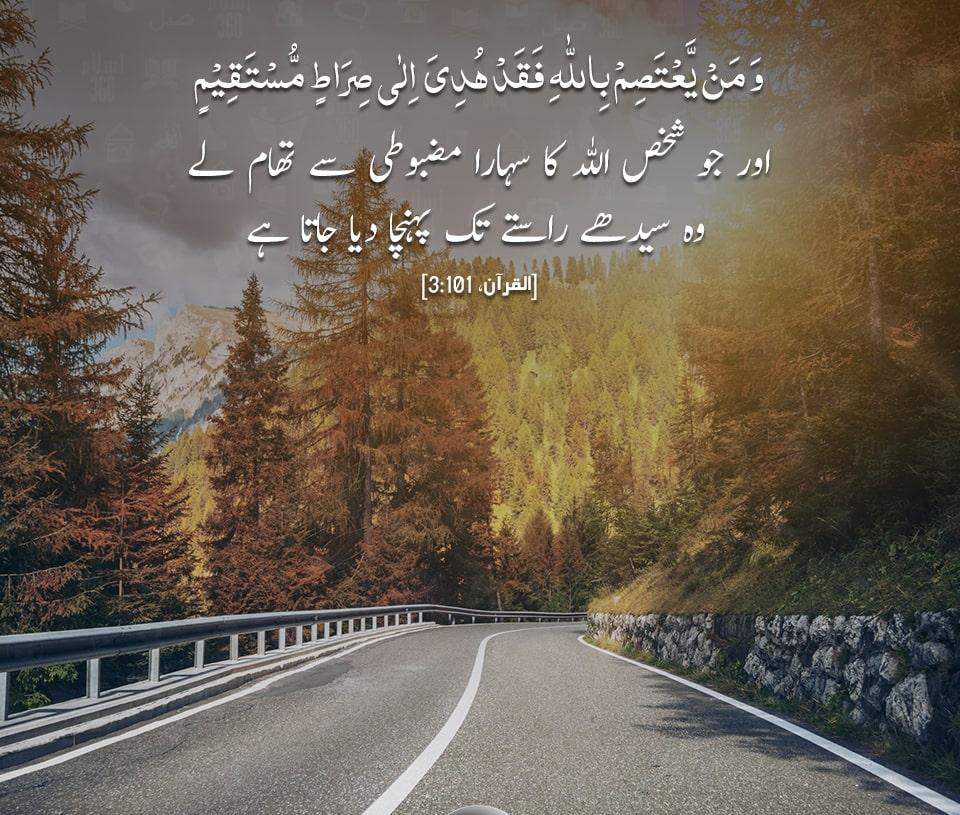 وَمَنْ يَّعْتَصِمْ بِاللّٰهِ فَقَدْ هُدِیَ اِلٰی صِرَاطٍ مُّسْتَقِیْمٍ
اور جو شخص اللہ کا سہارا مضبوطی سے تھام لے
وہ سیدھے راستے تک پہنچا دیا جاتا ہے
[القرآن، 3:101]